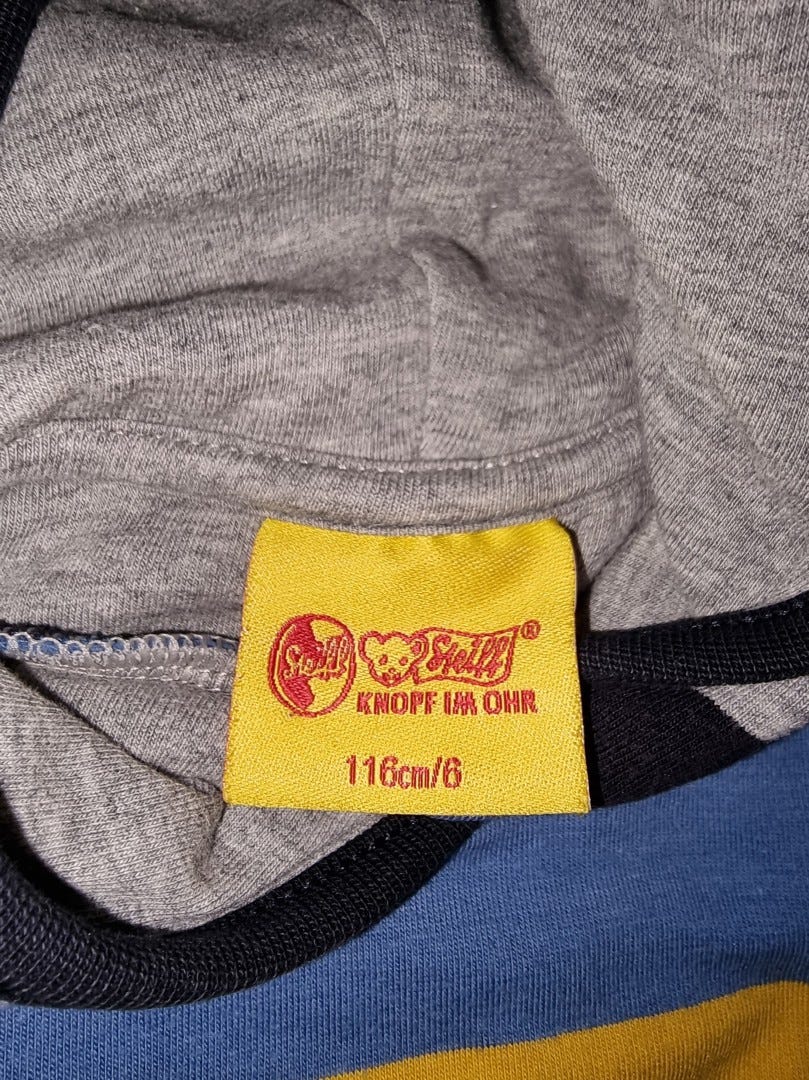 Steiff Steiff®
KNOPF IM OHR
116cm/6